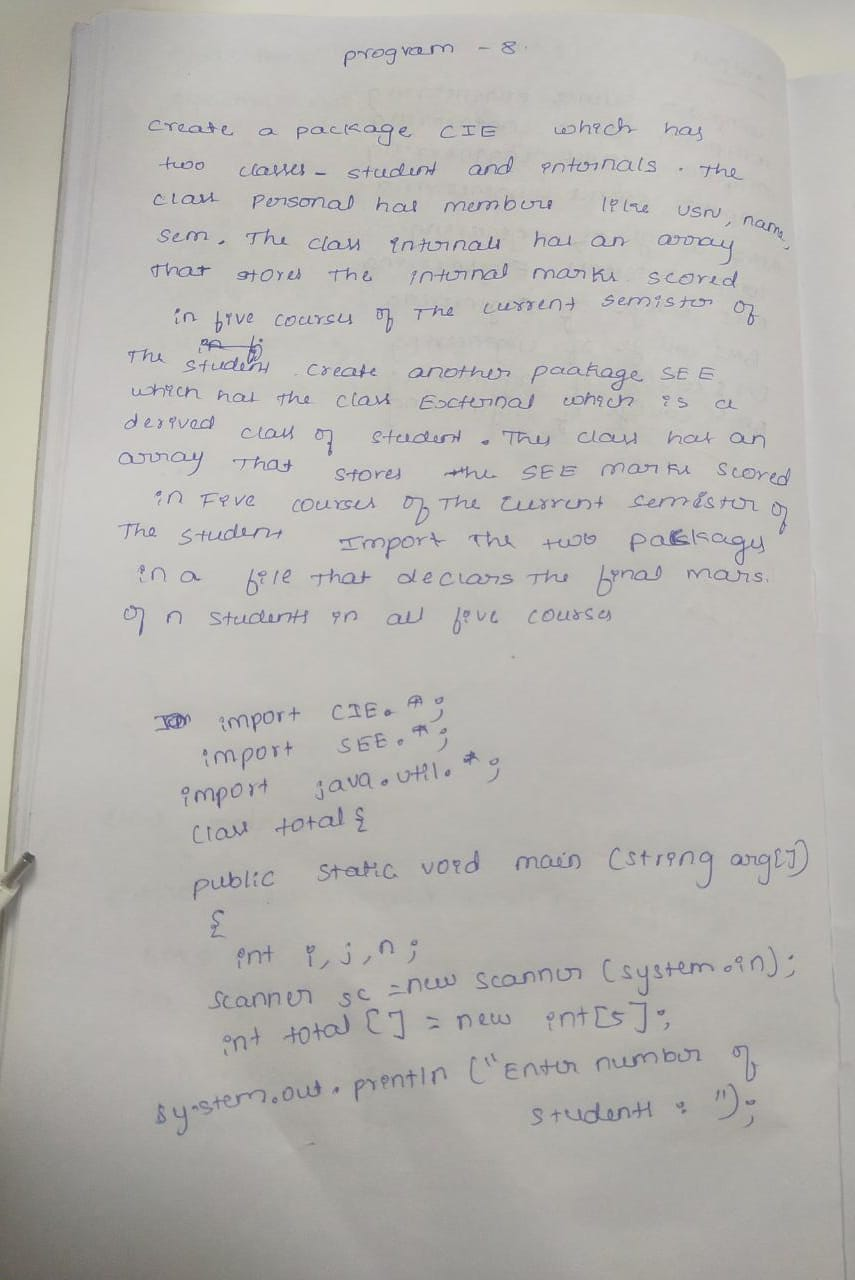 program - 8.
create a package CIE which has
two classes - student and internals. The
class Personal has membere like usn, name,
sem. The class internals has an array
that stores the internal marks scored
in five courses of The current semister of
The student. create another paakage SEE
which has the class External which is a
derived class of student. This class has an
array That stores the SEE marks scored
in Five courses of The current semister of
The student Import The two packages
in a file that declars The final mars.
of n students in all five courses
import CIE.*;
import SEE.*;
import java.util.*;
class total {
public static void main (string arg[])
{
int i, j, n;
scanner sc = new scanner (system.in);
int total [] = new int[5];
system.out.println ("Enter number of
students : ");